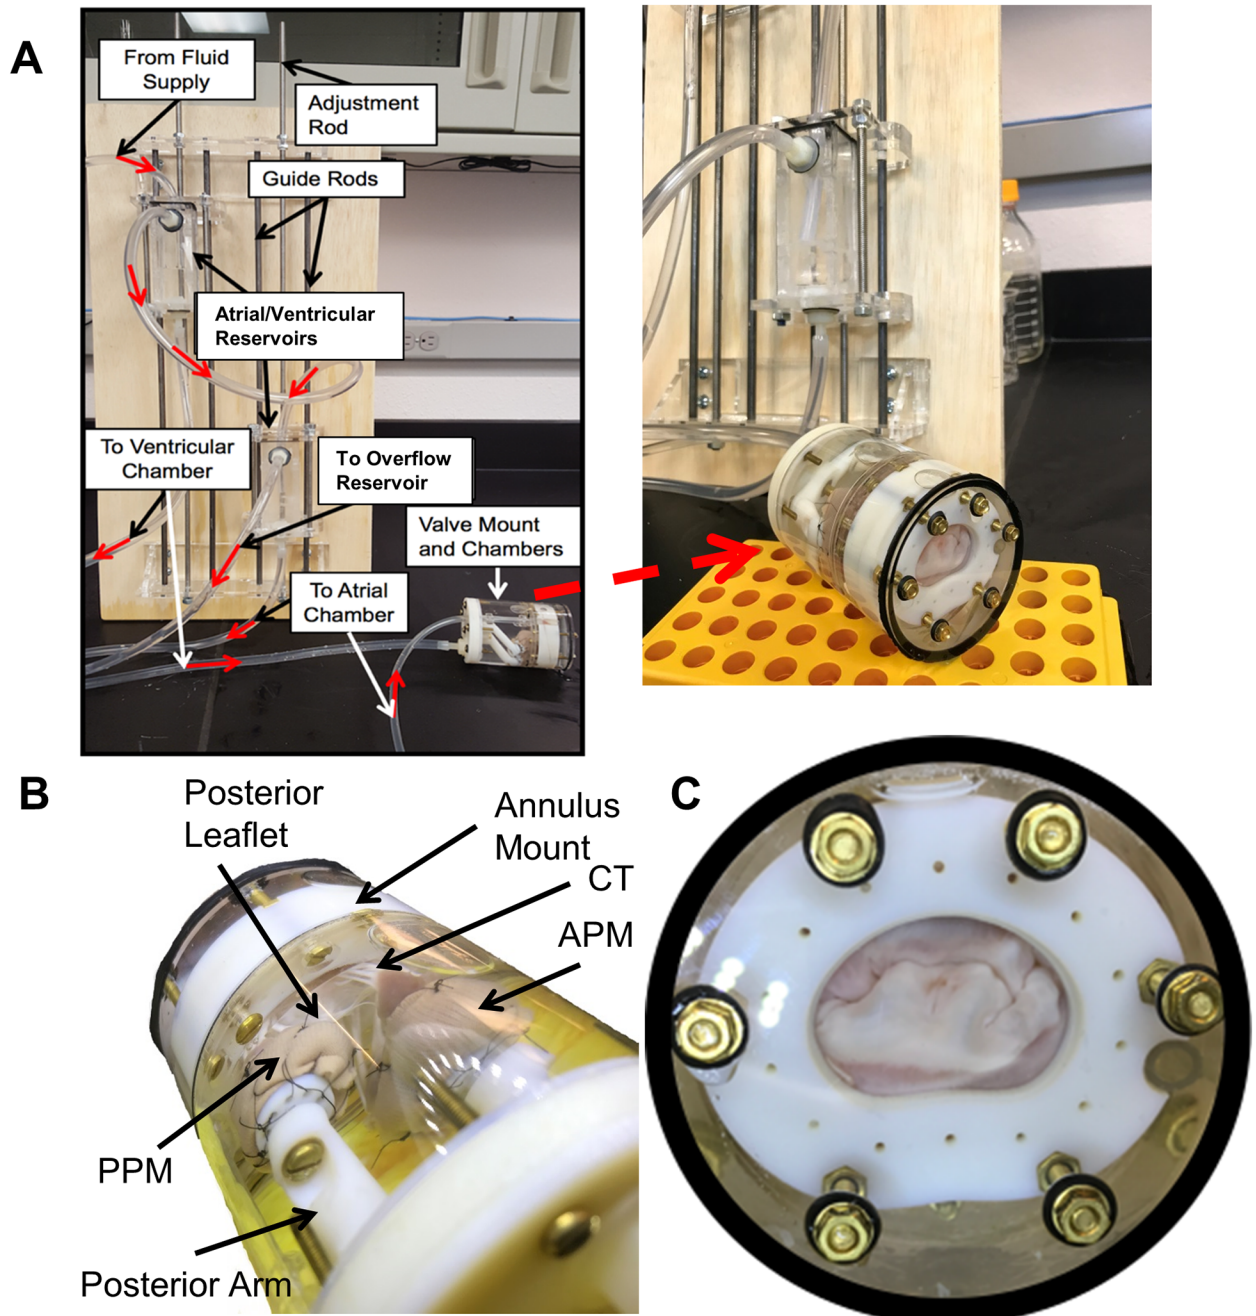 A
From Fluid
Supply
Adjustment
Rod
Guide Rods
Atrial/Ventricular
Reservoirs
To Ventricular
Chamber
To Overflow
Reservoir
Valve Mount
and Chambers
To Atrial
Chamber
B
Posterior
Leaflet
Annulus
Mount
CT
APM
PPM
Posterior Arm
C